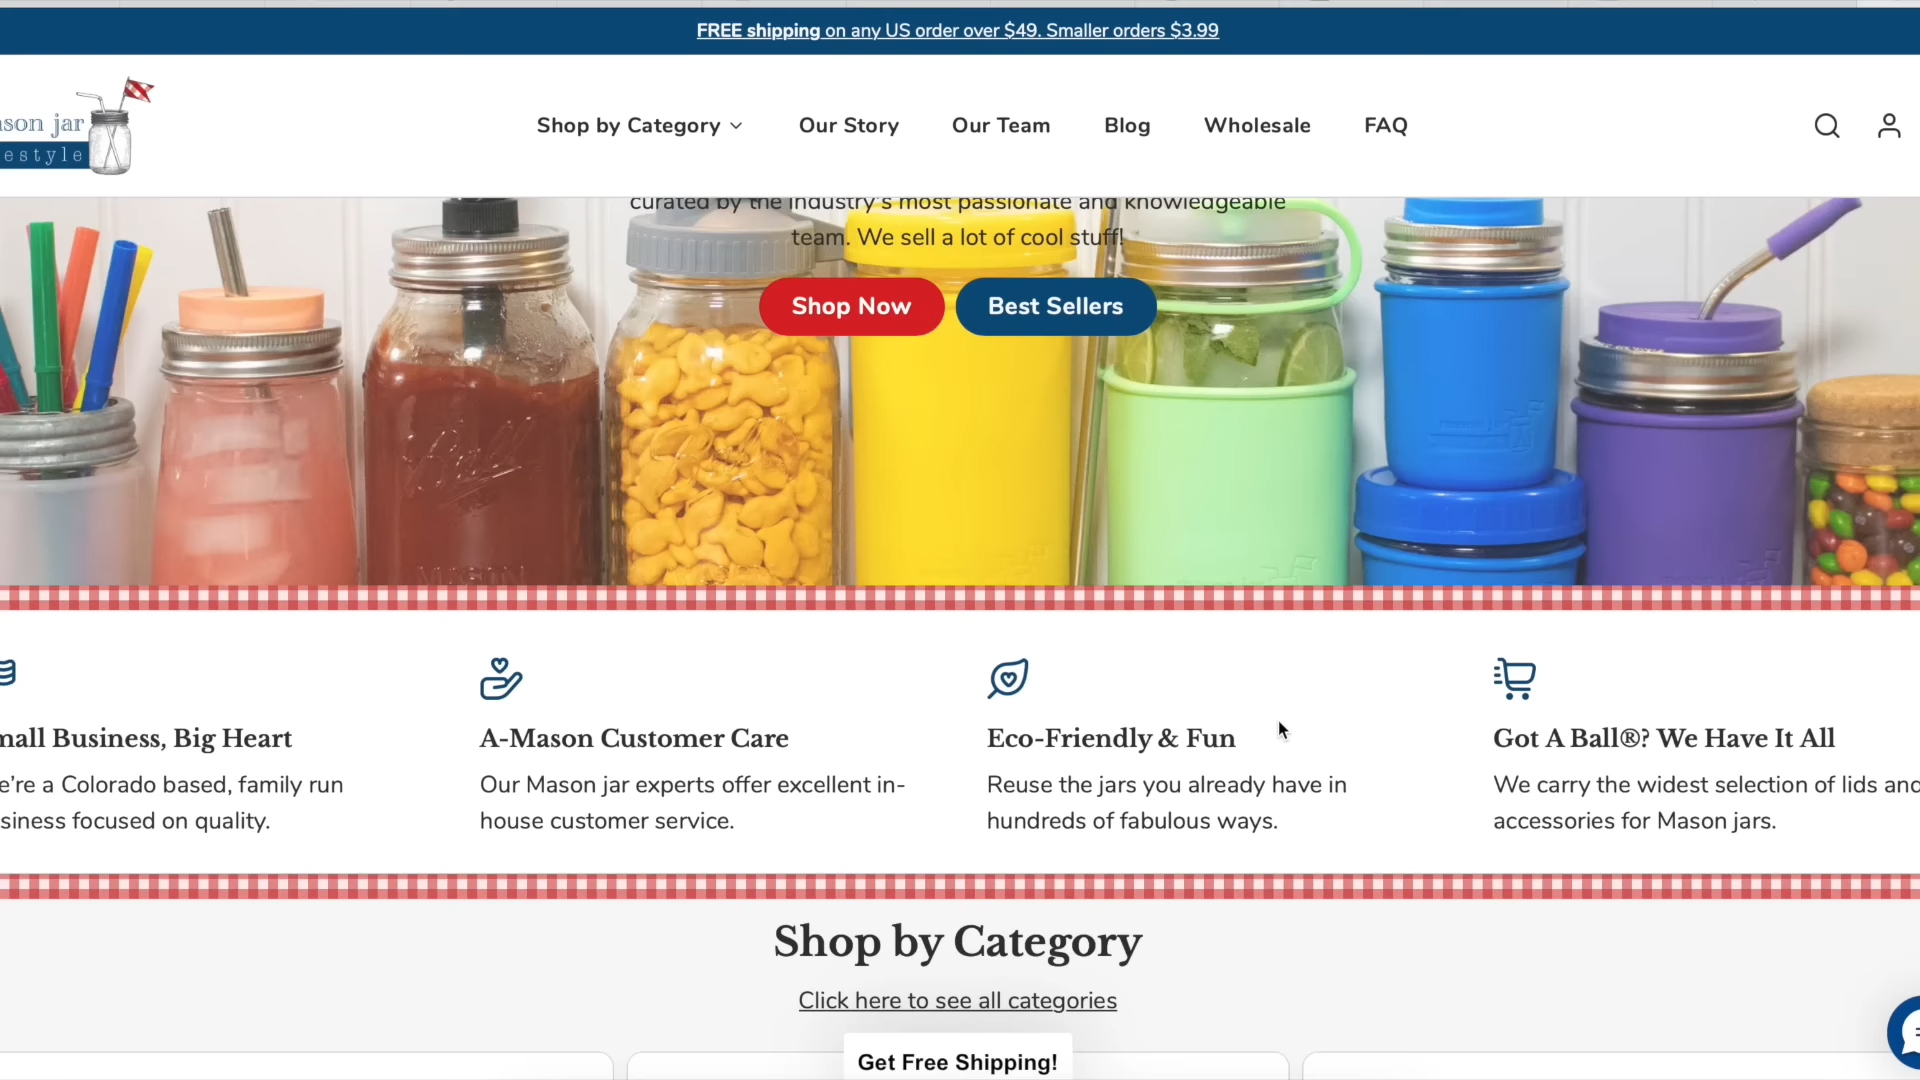 FREE shipping on any US order over $49. Smaller orders $3.99
son jar
estyle
Shop by Category
Our Story
Our Team
Blog
Wholesale
FAQ
curated by the industry's most passionate and knowledgeable
team. We sell a lot of cool stuff!
Shop Now
Best Sellers
Ball
MASON
mall Business, Big Heart
e're a Colorado based, family run
siness focused on quality.
A-Mason Customer Care
Our Mason jar experts offer excellent in-
house customer service.
Eco-Friendly & Fun
Reuse the jars you already have in
hundreds of fabulous ways.
Got A Ball®? We Have It All
We carry the widest selection of lids and
accessories for Mason jars.
Shop by Category
Click here to see all categories
Get Free Shipping!